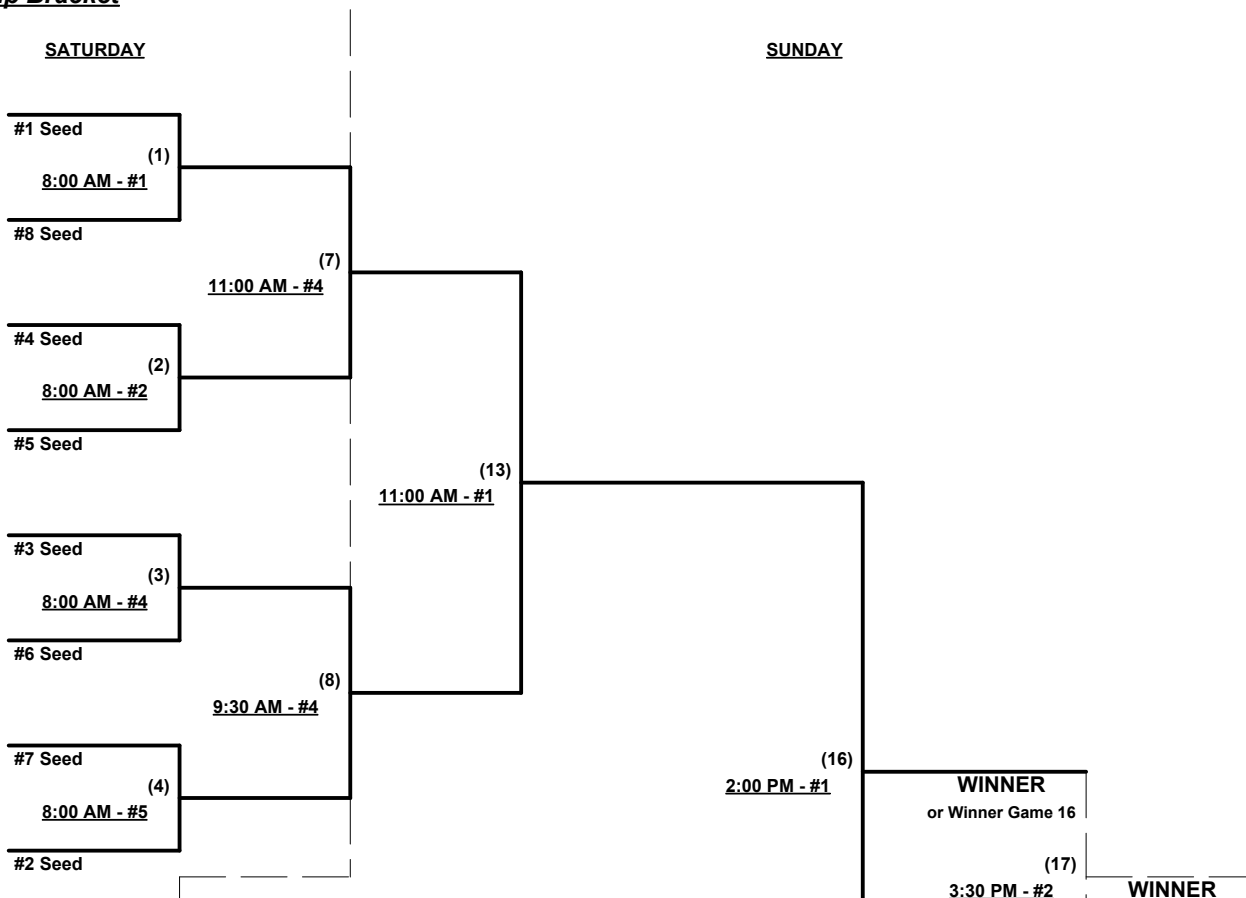 SATURDAY
SUNDAY
#1 Seed
(1)
8:00 AM - #1
#8 Seed
(7)
11:00 AM - #4
#4 Seed
(2)
8:00 AM - #2
#5 Seed
(13)
11:00 AM - #1
#3 Seed
(3)
8:00 AM - #4
#6 Seed
(8)
9:30 AM - #4
#7 Seed
(4)
8:00 AM - #5
#2 Seed
(16)
2:00 PM - #1
WINNER
or Winner Game 16
(17)
3:30 PM - #2
WINNER